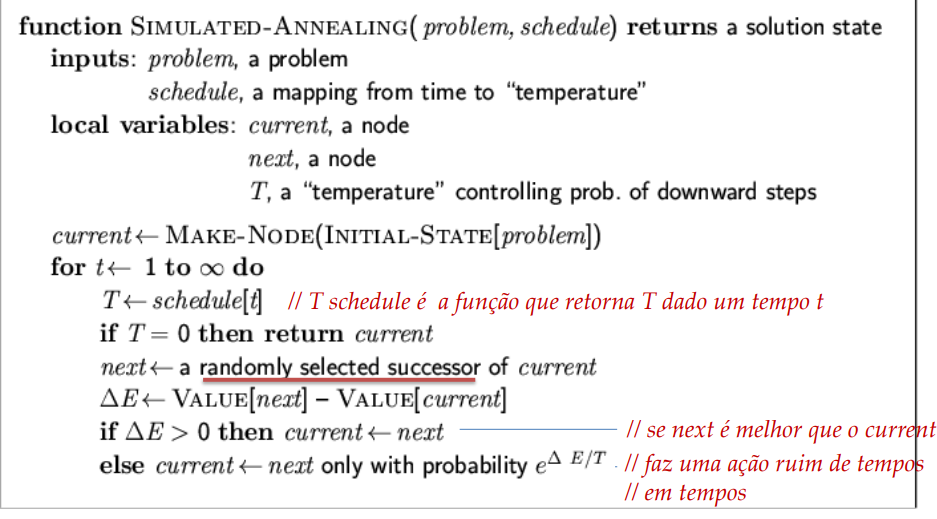 function SIMULATED-ANNEALING( problem, schedule) returns a solution state
inputs: problem, a problem
schedule, a mapping from time to “temperature”
local variables: current, a node
next, a node
T, a “temperature” controlling prob. of downward steps
current← MAKE-NODE(INITIAL-STATE[problem])
for t← 1 to ∞ do
T←schedule[t] // T schedule é a função que retorna T dado um tempo t
if T = 0 then return current
next←a randomly selected successor of current
ΔE← VALUE[next] – VALUE[current]
if ΔE > 0 then current←next // se next é melhor que o current
else current←next only with probability e^Δ E/T // faz uma ação ruim de tempos
// em tempos